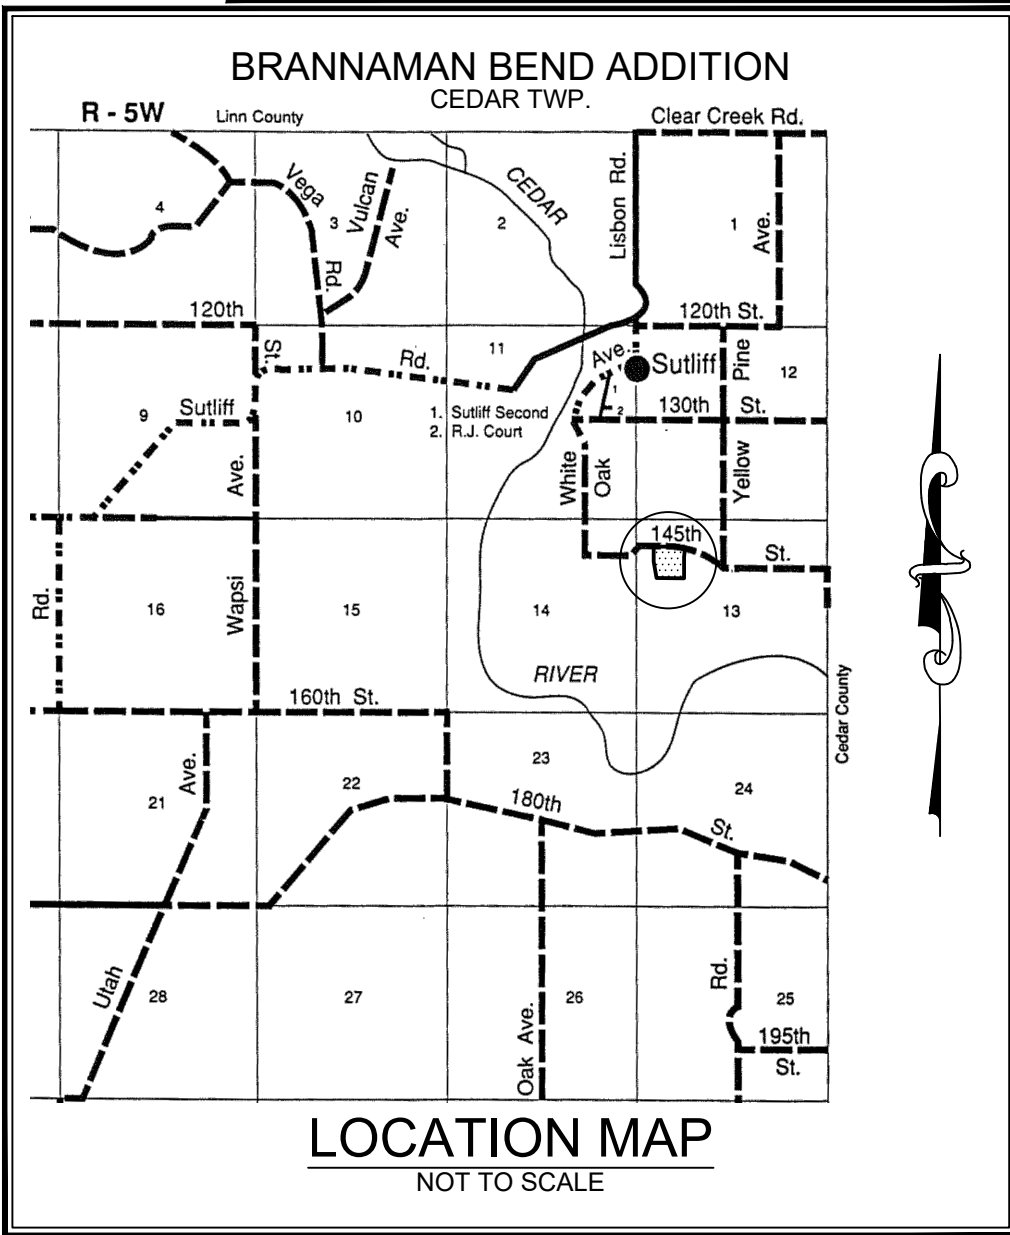 BRANNAMAN BEND ADDITION
CEDAR TWP.
R - 5W
Linn County
Clear Creek Rd.
4
Vega
Rd.
3
Vulcan
Ave.
2
CEDAR
Lisbon Rd.
1
Ave.
120th
St.
120th St.
11
Rd.
Ave.
Sutliff
Pine
12
9
Sutliff
10
1. Sutliff Second
2. R.J. Court
1
2
130th St.
Ave.
White
Oak
Yellow
145th
St.
Rd.
16
Wapsi
15
14
13
RIVER
160th St.
Cedar County
Ave.
21
22
23
180th
St.
24
Utah
28
27
Oak Ave.
26
Rd.
25
195th
St.
LOCATION MAP
NOT TO SCALE